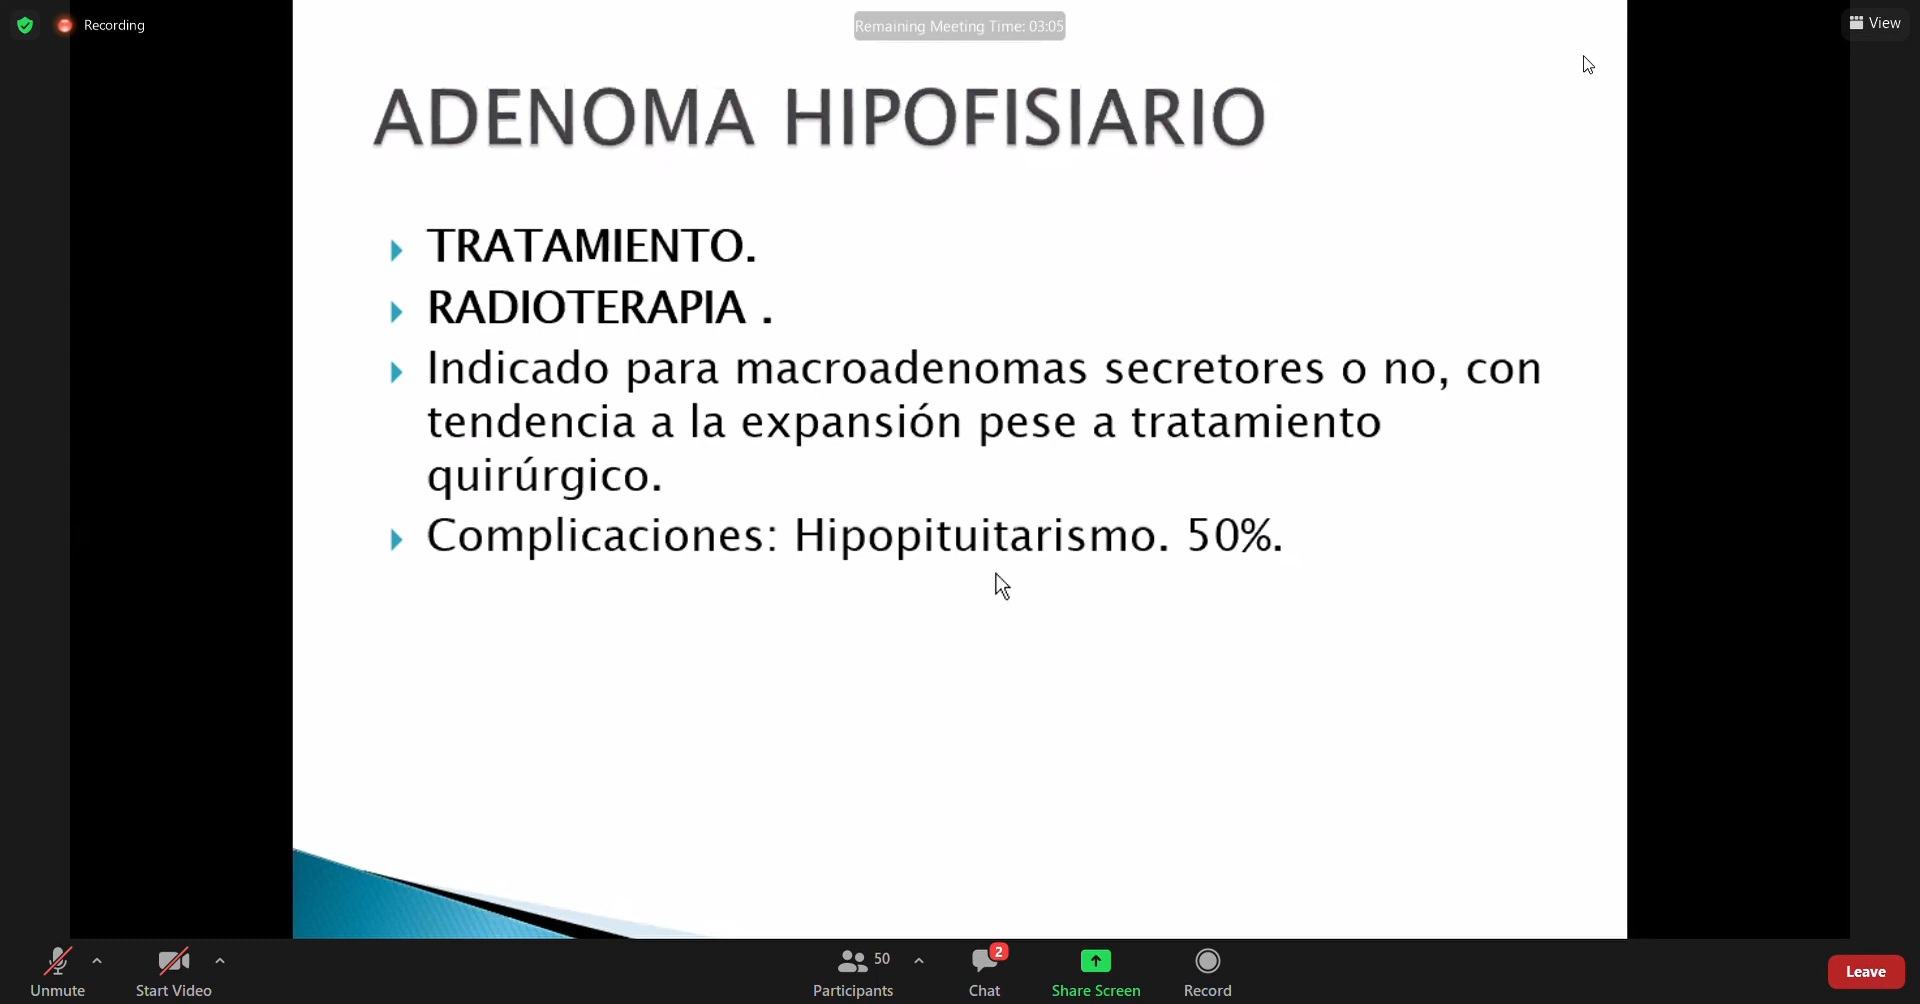 Recording
Remaining Meeting Time: 03:05
View
ADENOMA HIPOFISIARIO
TRATAMIENTO.
RADIOTERAPIA .
Indicado para macroadenomas secretores o no, con
tendencia a la expansión pese a tratamiento
quirúrgico.
Complicaciones: Hipopituitarismo. 50%.
Unmute
Start Video
50
Participants
2
Chat
Share Screen
Record
Leave